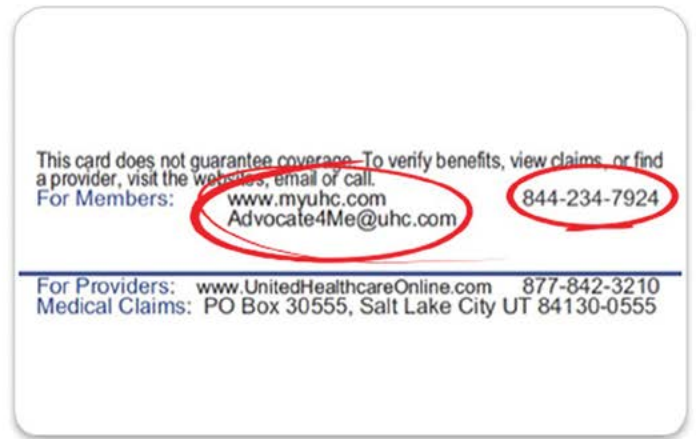 This card does not guarantee coverage. To verify benefits, view claims, or find
a provider, visit the websites, email or call.
For Members: www.myuhc.com 844-234-7924
Advocate4Me@uhc.com
For Providers: www.UnitedHealthcareOnline.com 877-842-3210
Medical Claims: PO Box 30555, Salt Lake City UT 84130-0555